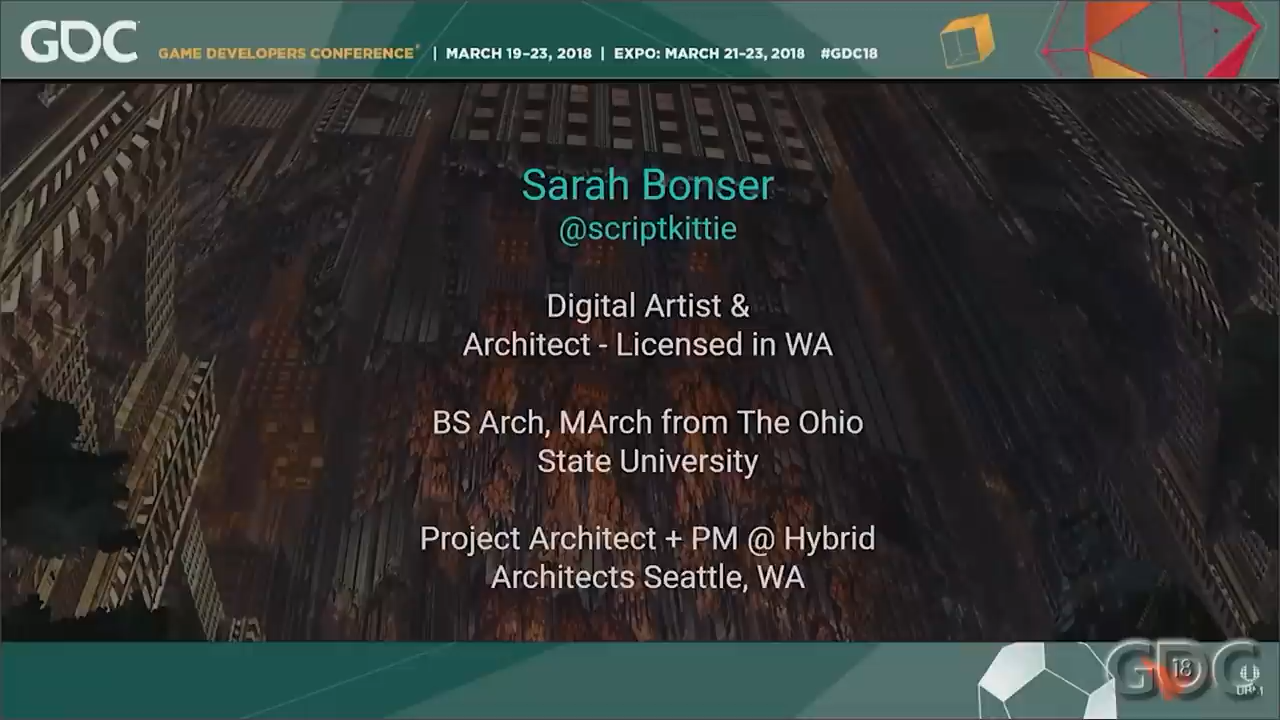 GDC
GAME DEVELOPERS CONFERENCE | MARCH 19–23, 2018 | EXPO: MARCH 21–23, 2018 #GDC18
Sarah Bonser
@scriptkittie
Digital Artist &
Architect - Licensed in WA
BS Arch, MArch from The Ohio
State University
Project Architect + PM @ Hybrid
Architects Seattle, WA
GDC
18
UBM